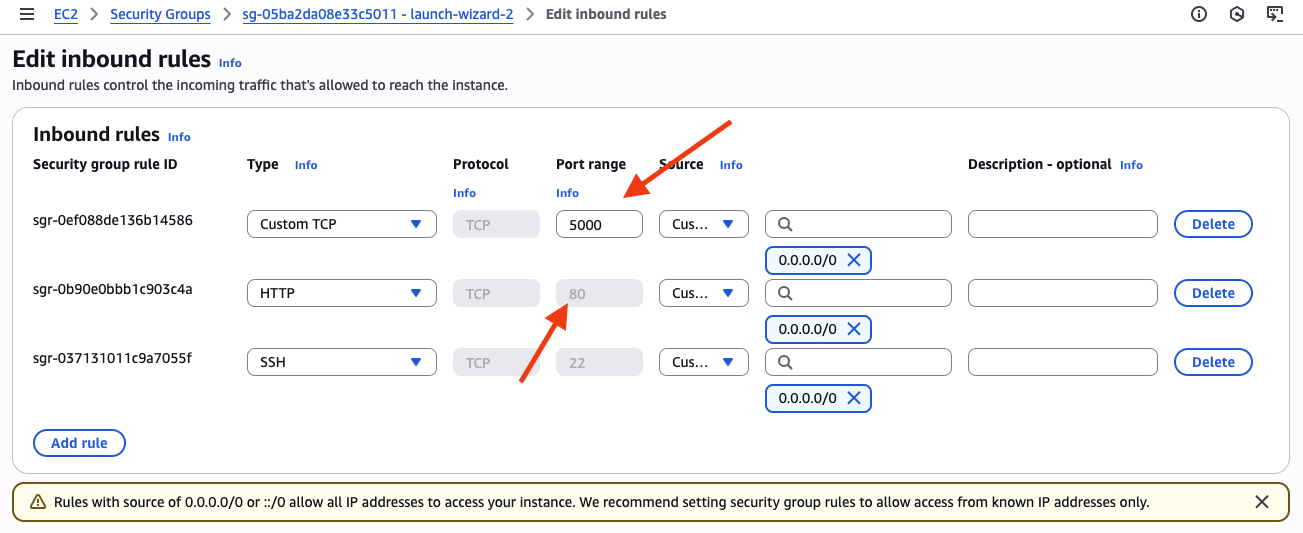 EC2 > Security Groups > sg-05ba2da08e33c5011 - launch-wizard-2 > Edit inbound rules
Edit inbound rules Info
Inbound rules control the incoming traffic that's allowed to reach the instance.
Inbound rules Info
Security group rule ID Type Info Protocol Port range Source Info Description - optional Info
Info Info
sgr-0ef088de136b14586 Custom TCP TCP 5000 Cus... Delete
0.0.0.0/0
sgr-0b90e0bbb1c903c4a HTTP TCP 80 Cus... Delete
0.0.0.0/0
sgr-037131011c9a7055f SSH TCP 22 Cus... Delete
0.0.0.0/0
Add rule
Rules with source of 0.0.0.0/0 or ::/0 allow all IP addresses to access your instance. We recommend setting security group rules to allow access from known IP addresses only.